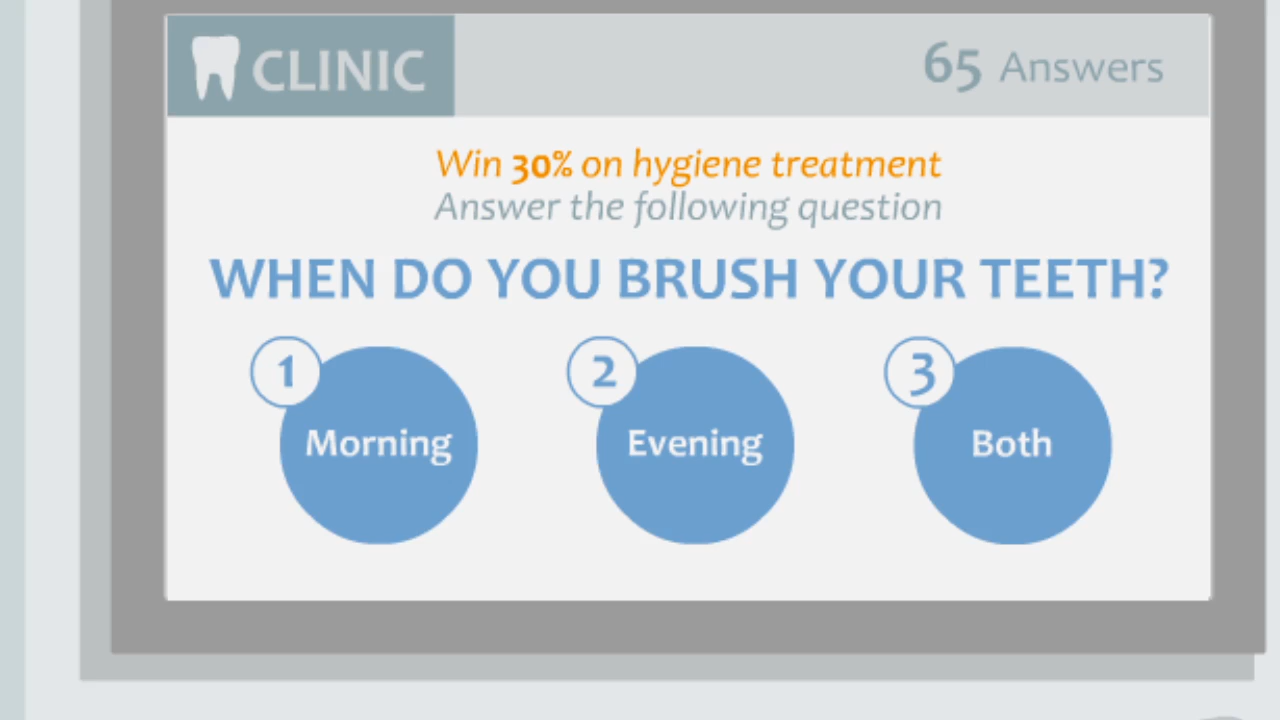 CLINIC
65 Answers
Win 30% on hygiene treatment
Answer the following question
WHEN DO YOU BRUSH YOUR TEETH?
1
Morning
2
Evening
3
Both